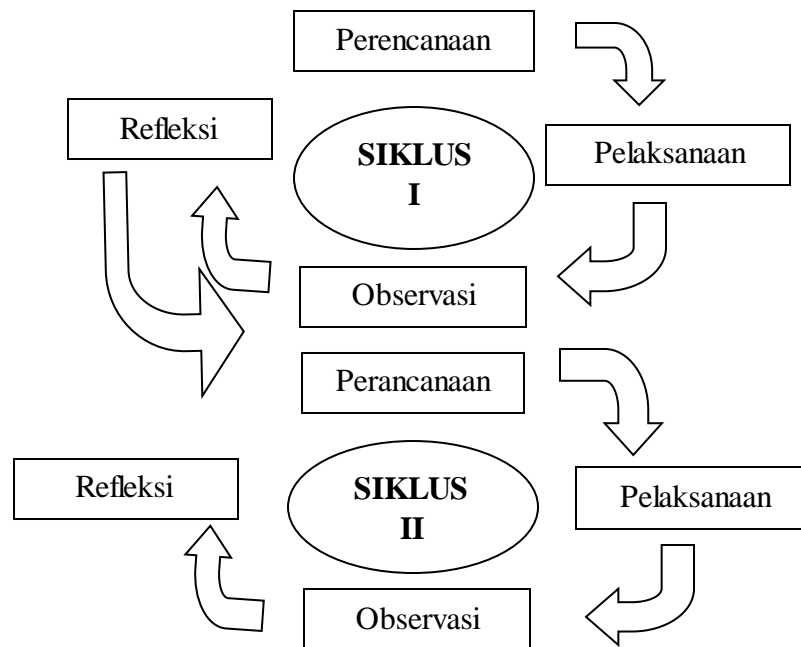 Perencanaan
Refleksi
SIKLUS
I
Pelaksanaan
Observasi
Perancanaan
Refleksi
SIKLUS
II
Pelaksanaan
Observasi